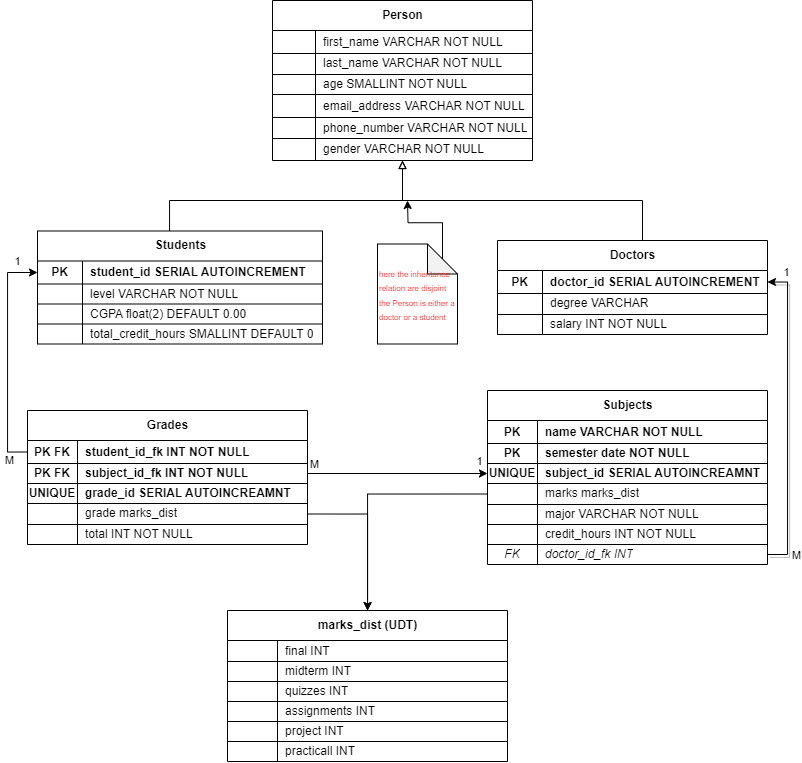 Person
first_name VARCHAR NOT NULL
last_name VARCHAR NOT NULL
age SMALLINT NOT NULL
email_address VARCHAR NOT NULL
phone_number VARCHAR NOT NULL
gender VARCHAR NOT NULL
Students
PK student_id SERIAL AUTOINCREMENT
level VARCHAR NOT NULL
CGPA float(2) DEFAULT 0.00
total_credit_hours SMALLINT DEFAULT 0
here the inheritance
relation are disjoint
the Person is either a
doctor or a student
Doctors
PK doctor_id SERIAL AUTOINCREMENT
degree VARCHAR
salary INT NOT NULL
1
1
Grades
PK FK student_id_fk INT NOT NULL
PK FK subject_id_fk INT NOT NULL
UNIQUE grade_id SERIAL AUTOINCREAMNT
grade marks_dist
total INT NOT NULL
M
M
1
Subjects
PK name VARCHAR NOT NULL
PK semester date NOT NULL
UNIQUE subject_id SERIAL AUTOINCREAMNT
marks marks_dist
major VARCHAR NOT NULL
credit_hours INT NOT NULL
FK doctor_id_fk INT
M
marks_dist (UDT)
final INT
midterm INT
quizzes INT
assignments INT
project INT
practicall INT